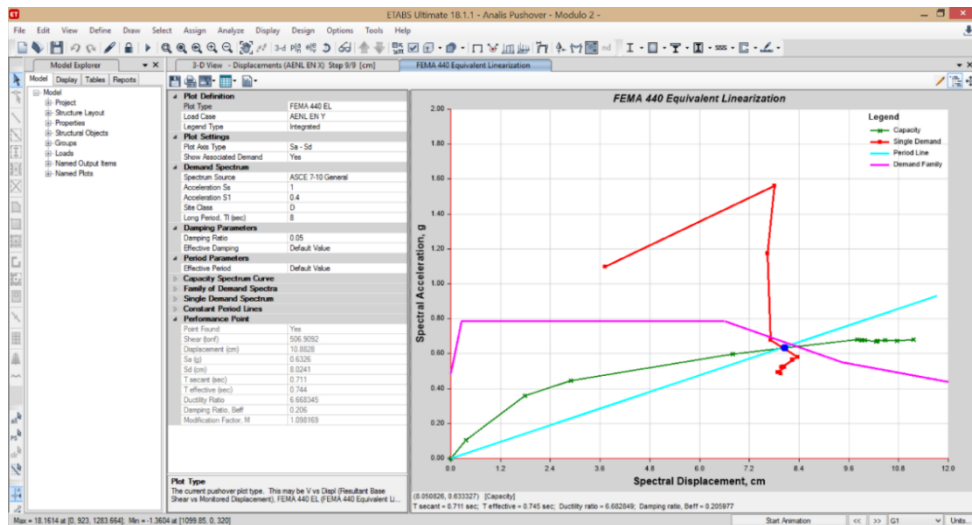 ETABS Ultimate 18.1.1 - Analis Pushover - Modulo 2 -
File Edit View Define Draw Select Assign Analyze Display Design Options Tools Help
Model Explorer
3-D View - Displacements (AENL EN X) Step 9/9 [cm]
FEMA 440 Equivalent Linearization
Model Display Tables Reports
Model
Project
Structure Layout
Properties
Structural Objects
Groups
Loads
Named Output Items
Named Plots
Plot Definition
Plot Type FEMA 440 EL
Load Case AENL EN Y
Legend Type Integrated
Plot Settings
Plot Axis Type Sa - Sd
Show Associated Demand Yes
Demand Spectrum
Spectrum Source ASCE 7-10 General
Acceleration Ss 1
Acceleration S1 0.4
Site Class D
Long Period, Tl (sec) 8
Damping Parameters
Damping Ratio 0.05
Effective Damping Default Value
Period Parameters
Effective Period Default Value
Capacity Spectrum Curve
Family of Demand Spectra
Single Demand Spectrum
Constant Period Lines
Performance Point
Point Found Yes
Shear (tonf) 506.9092
Displacement (cm) 10.8828
Sa (g) 0.6326
Sd (cm) 8.0241
T secant (sec) 0.711
T effective (sec) 0.744
Ductility Ratio 6.668345
Damping Ratio, Beff 0.206
Modification Factor, M 1.098169
Plot Type
The current pushover plot type. This may be V vs Displ (Resultant Base
Shear vs Monitored Displacement), FEMA 440 EL (FEMA 440 Equivalent Li...
FEMA 440 Equivalent Linearization
Legend
Capacity
Single Demand
Period Line
Demand Family
Spectral Acceleration, g
2.00
1.80
1.60
1.40
1.20
1.00
0.80
0.60
0.40
0.20
0.00
0.0 1.2 2.4 3.6 4.8 6.0 7.2 8.4 9.6 10.8 12.0
Spectral Displacement, cm
(0.050826, 0.633327) [Capacity]
T secant = 0.711 sec; T effective = 0.745 sec; Ductility ratio = 6.682849; Damping ratio, Beff = 0.205977
Max = 18.1614 at [0, 923, 1283.664]; Min = -1.3604 at [1099.85, 0, 320]
Start Animation << >> G1 Units...